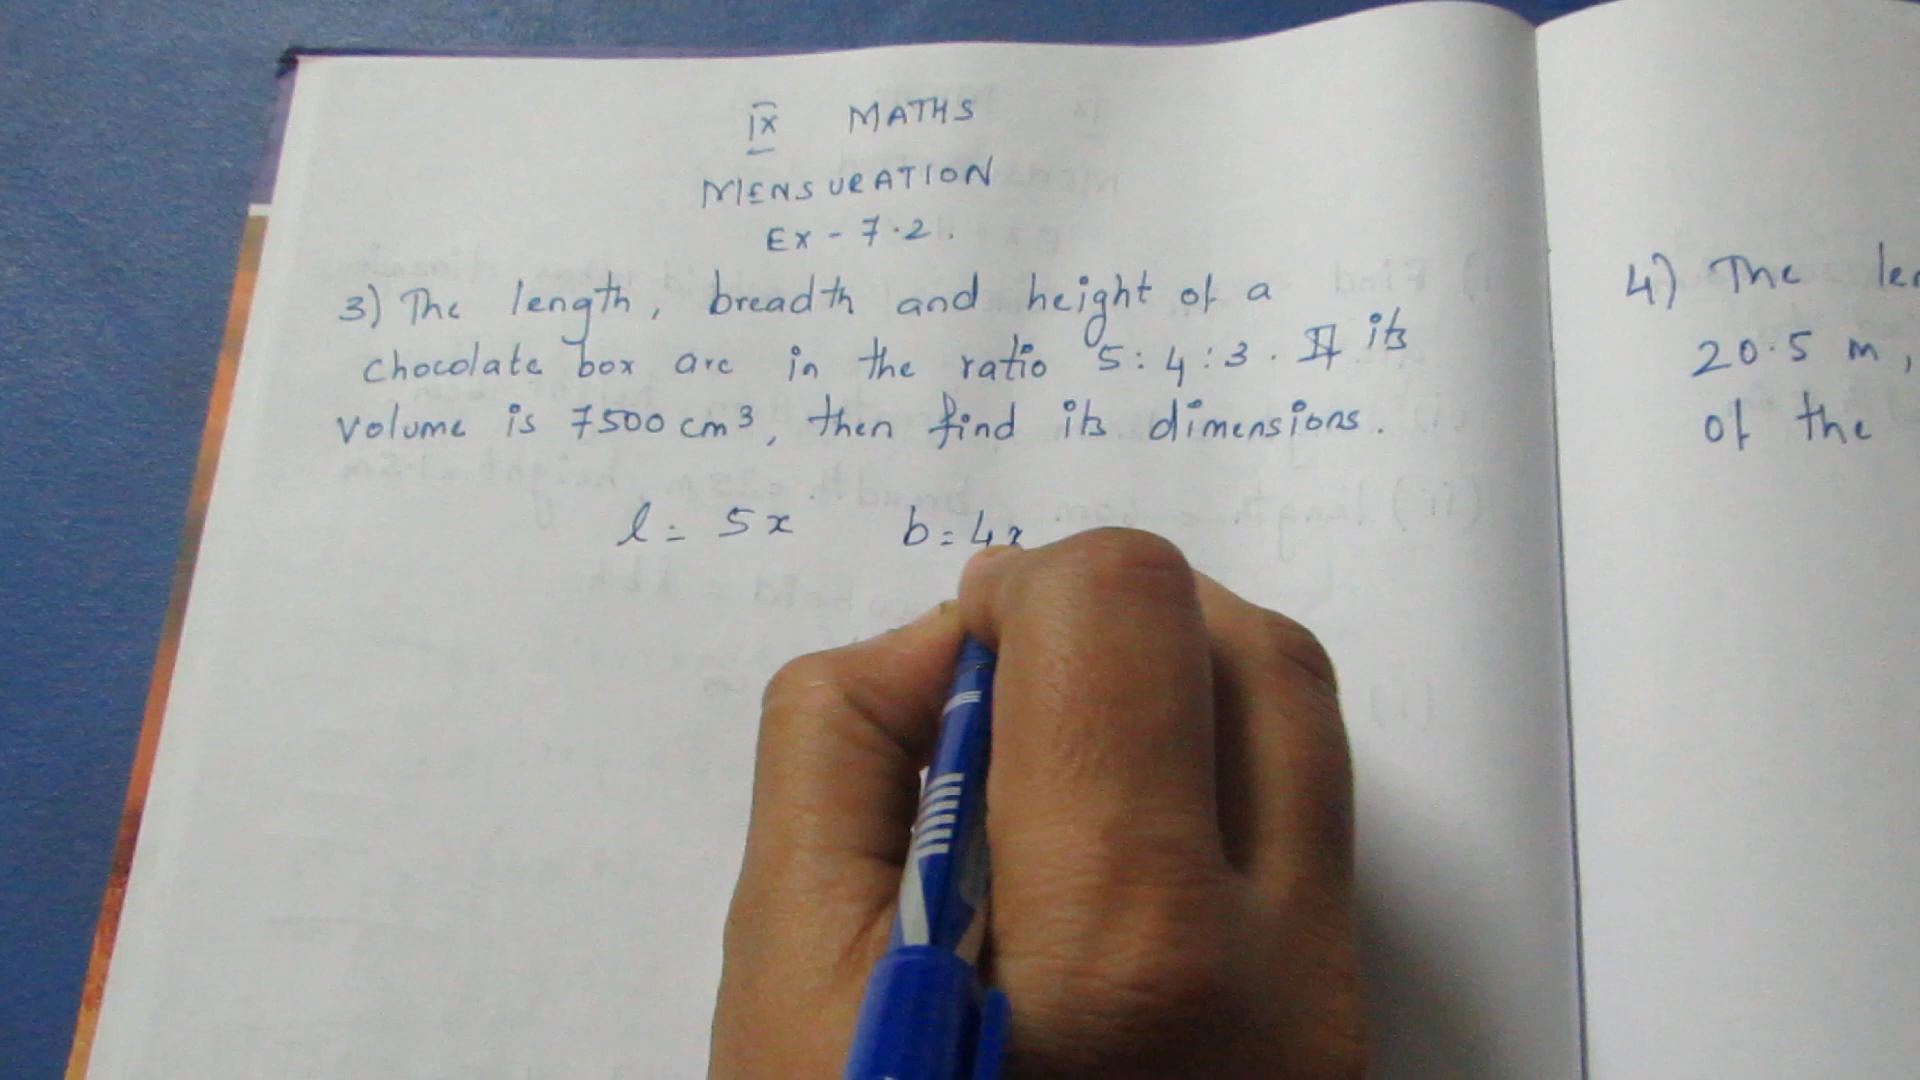 IX MATHS
MENSURATION
Ex - 7.2.
3) The length, breadth and height of a
chocolate box are in the ratio 5:4:3. If its
volume is 7500 cm³, then find its dimensions.
l = 5x b = 4x
4) The
20.5 m,
of the